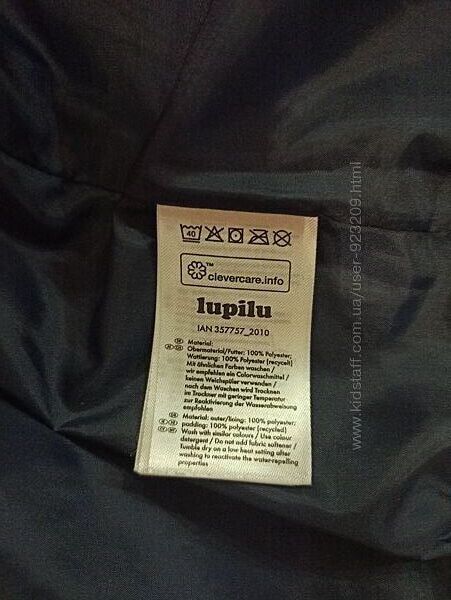 40
TM
clevercare.info
lupilu
IAN 357757_2010
Material:
Obermaterial/Futter: 100% Polyester;
Wattierung: 100% Polyester (recycelt)
Mit ähnlichen Farben waschen /
wir empfehlen ein Colorwaschmittel /
keinen Weichspüler verwenden /
nach dem Waschen wird Trocknen
im Trockner mit geringer Temperatur
zur Reaktivierung der Wasserabweisung
empfohlen
Material: outer/lining: 100% polyester;
padding: 100% polyester (recycled)
Wash with similar colours / Use colour
detergent / Do not add fabric softener /
Tumble dry on a low heat setting after
washing to reactivate the water-repelling
properties
www.kidstaff.com.ua/user-923209.html